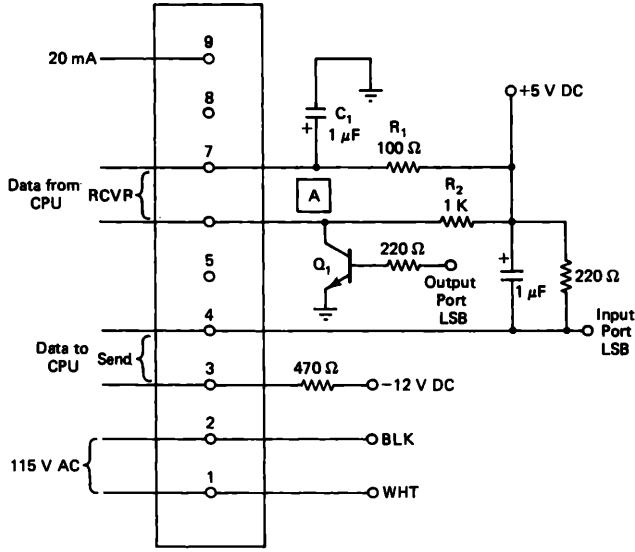 9
20 mA
8
+5 V DC
C1
1 μF
R1
100 Ω
7
Data from
CPU
RCVR
A
R2
1 K
5
Q1
220 Ω
Output
Port
LSB
1 μF
220 Ω
4
Input
Port
LSB
Data to
CPU
Send
3
470 Ω
−12 V DC
2
BLK
115 V AC
1
WHT